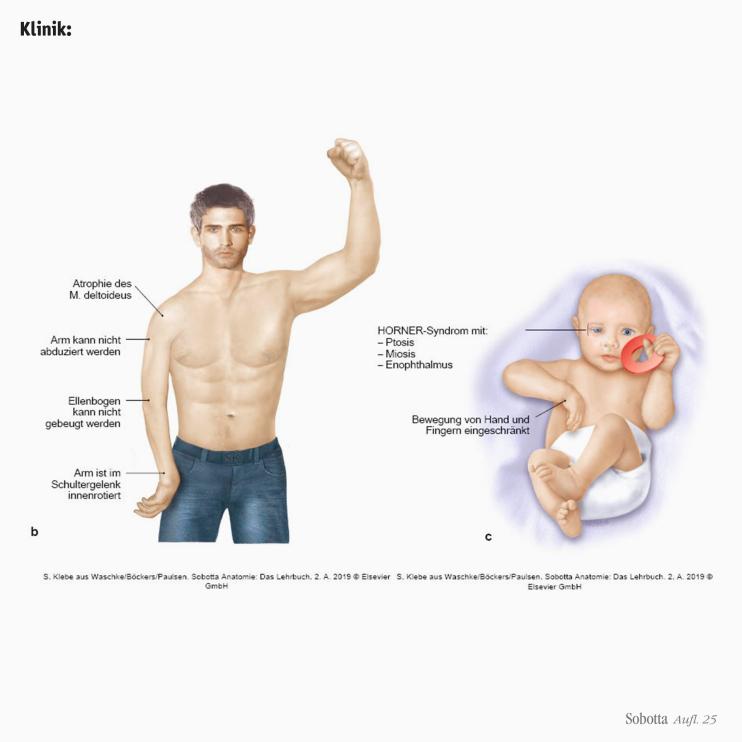 Klinik:
Atrophie des
M. deltoideus
Arm kann nicht
abduziert werden
Ellenbogen
kann nicht
gebeugt werden
Arm ist im
Schultergelenk
innenrotiert
b
HORNER-Syndrom mit:
– Ptosis
– Miosis
– Enophthalmus
Bewegung von Hand und
Fingern eingeschränkt
c
S. Klebe aus Waschke/Böckers/Paulsen. Sobotta Anatomie: Das Lehrbuch. 2. A. 2019 © Elsevier
GmbH
S. Klebe aus Waschke/Böckers/Paulsen. Sobotta Anatomie: Das Lehrbuch. 2. A. 2019 ©
Elsevier GmbH
Sobotta Aufl. 25